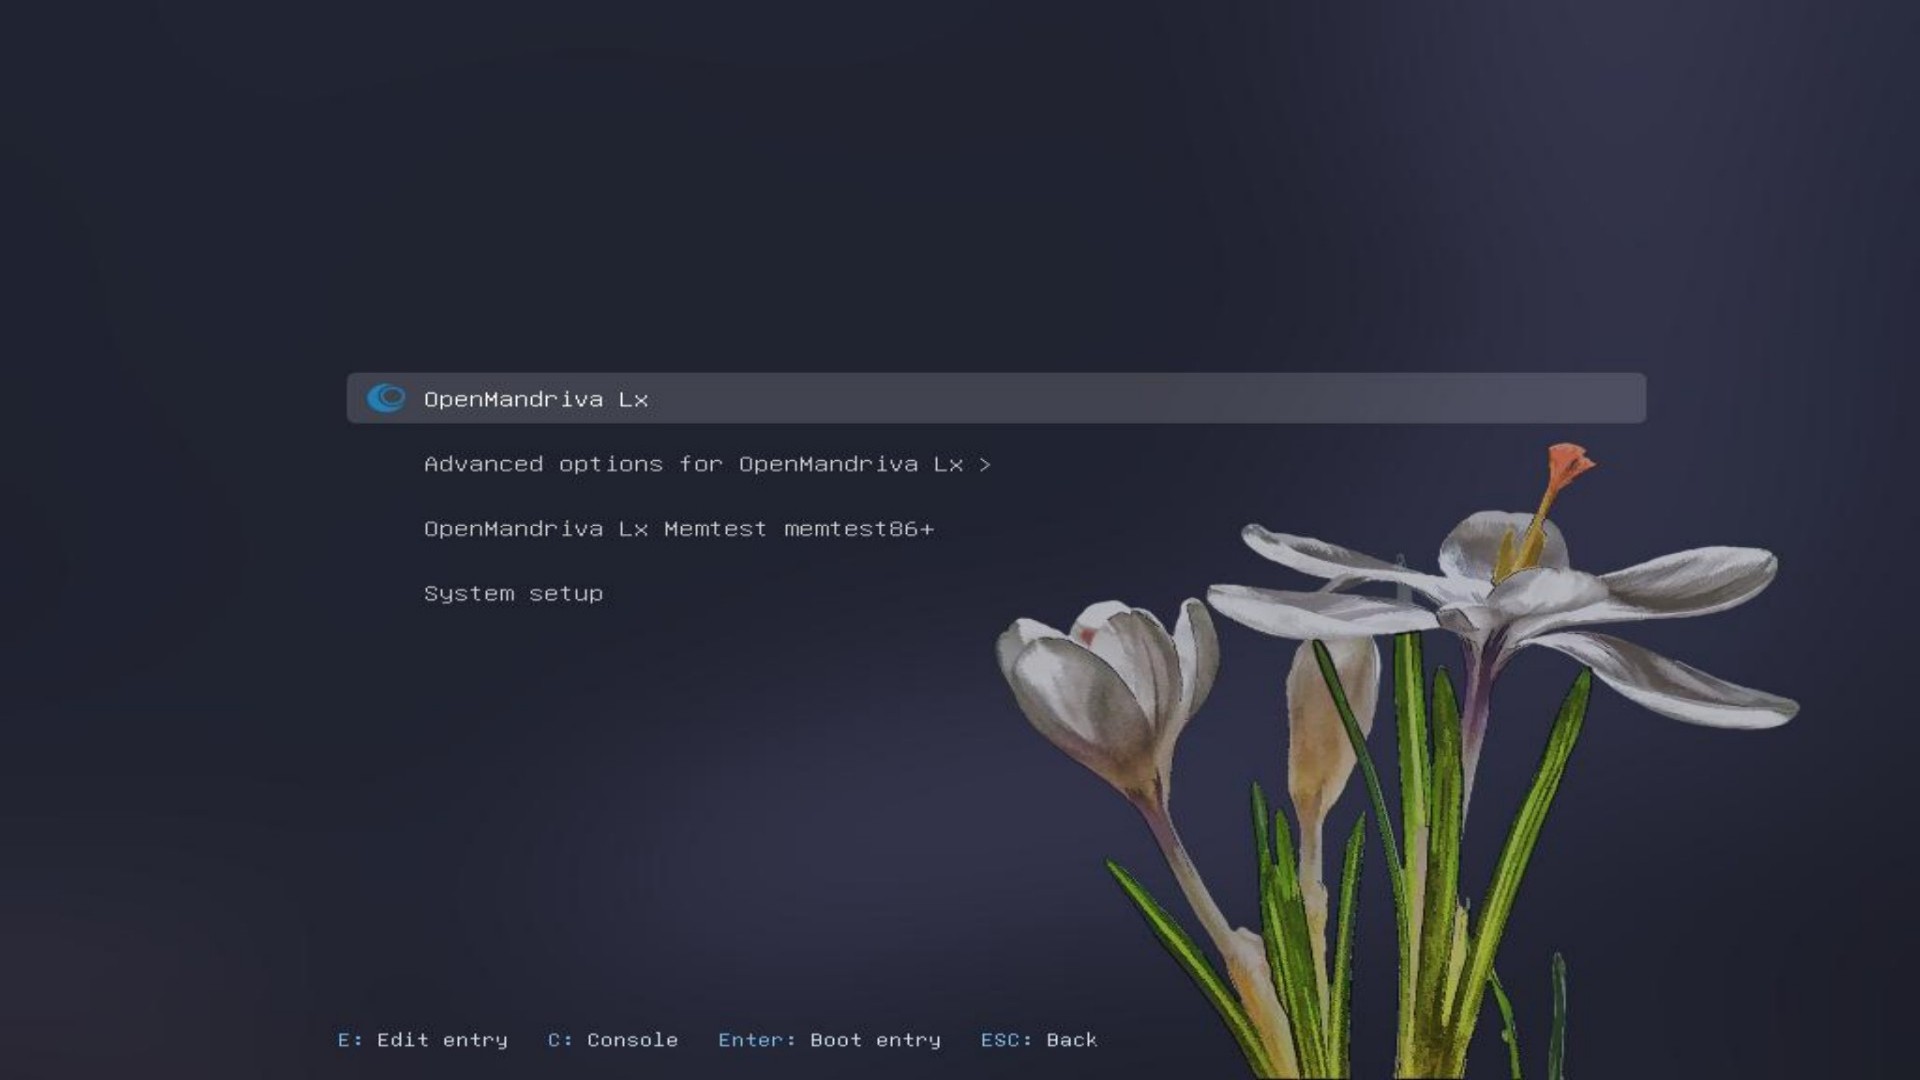 OpenMandriva Lx
Advanced options for OpenMandriva Lx >
OpenMandriva Lx Memtest memtest86+
System setup
E: Edit entry C: Console Enter: Boot entry ESC: Back